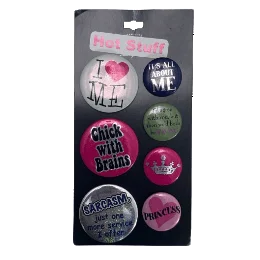 Hot Stuff
I
ME
IT'S ALL
ABOUT
ME
Chick
with
Brains
SARCASM:
just
one more
service
I offer
PRINCESS